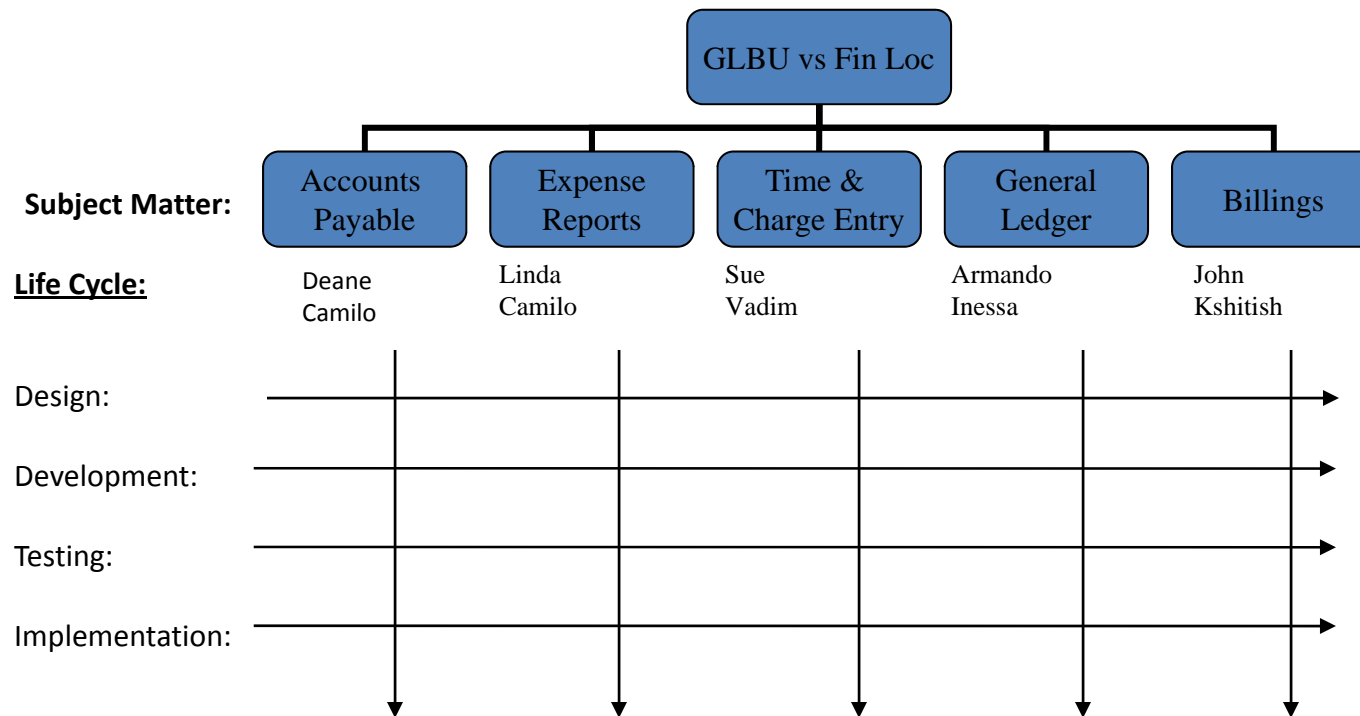 GLBU vs Fin Loc
Subject Matter:
Accounts
Payable
Expense
Reports
Time &
Charge Entry
General
Ledger
Billings
Life Cycle:
Deane
Camilo
Linda
Camilo
Sue
Vadim
Armando
Inessa
John
Kshitish
Design:
Development:
Testing:
Implementation: